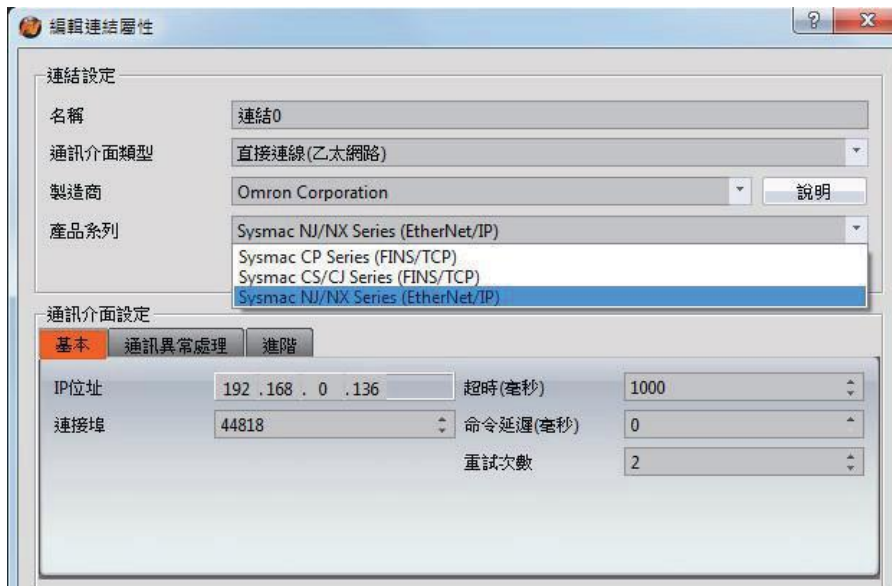 編輯連結屬性
連結設定
名稱 連結0
通訊介面類型 直接連線(乙太網路)
製造商 Omron Corporation 說明
產品系列 Sysmac NJ/NX Series (EtherNet/IP)
Sysmac CP Series (FINS/TCP)
Sysmac CS/CJ Series (FINS/TCP)
Sysmac NJ/NX Series (EtherNet/IP)
通訊介面設定
基本 通訊異常處理 進階
IP位址 192 .168 . 0 .136 超時(毫秒) 1000
連接埠 44818 命令延遲(毫秒) 0
重試次數 2